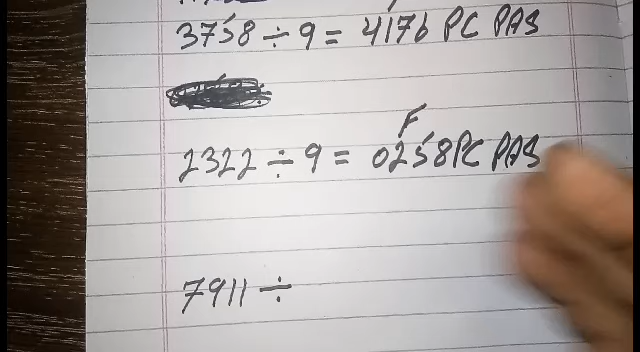 3758 ÷ 9 = 4176 PC PAS
F
2322 ÷ 9 = 0258 PC PAS
7911 ÷